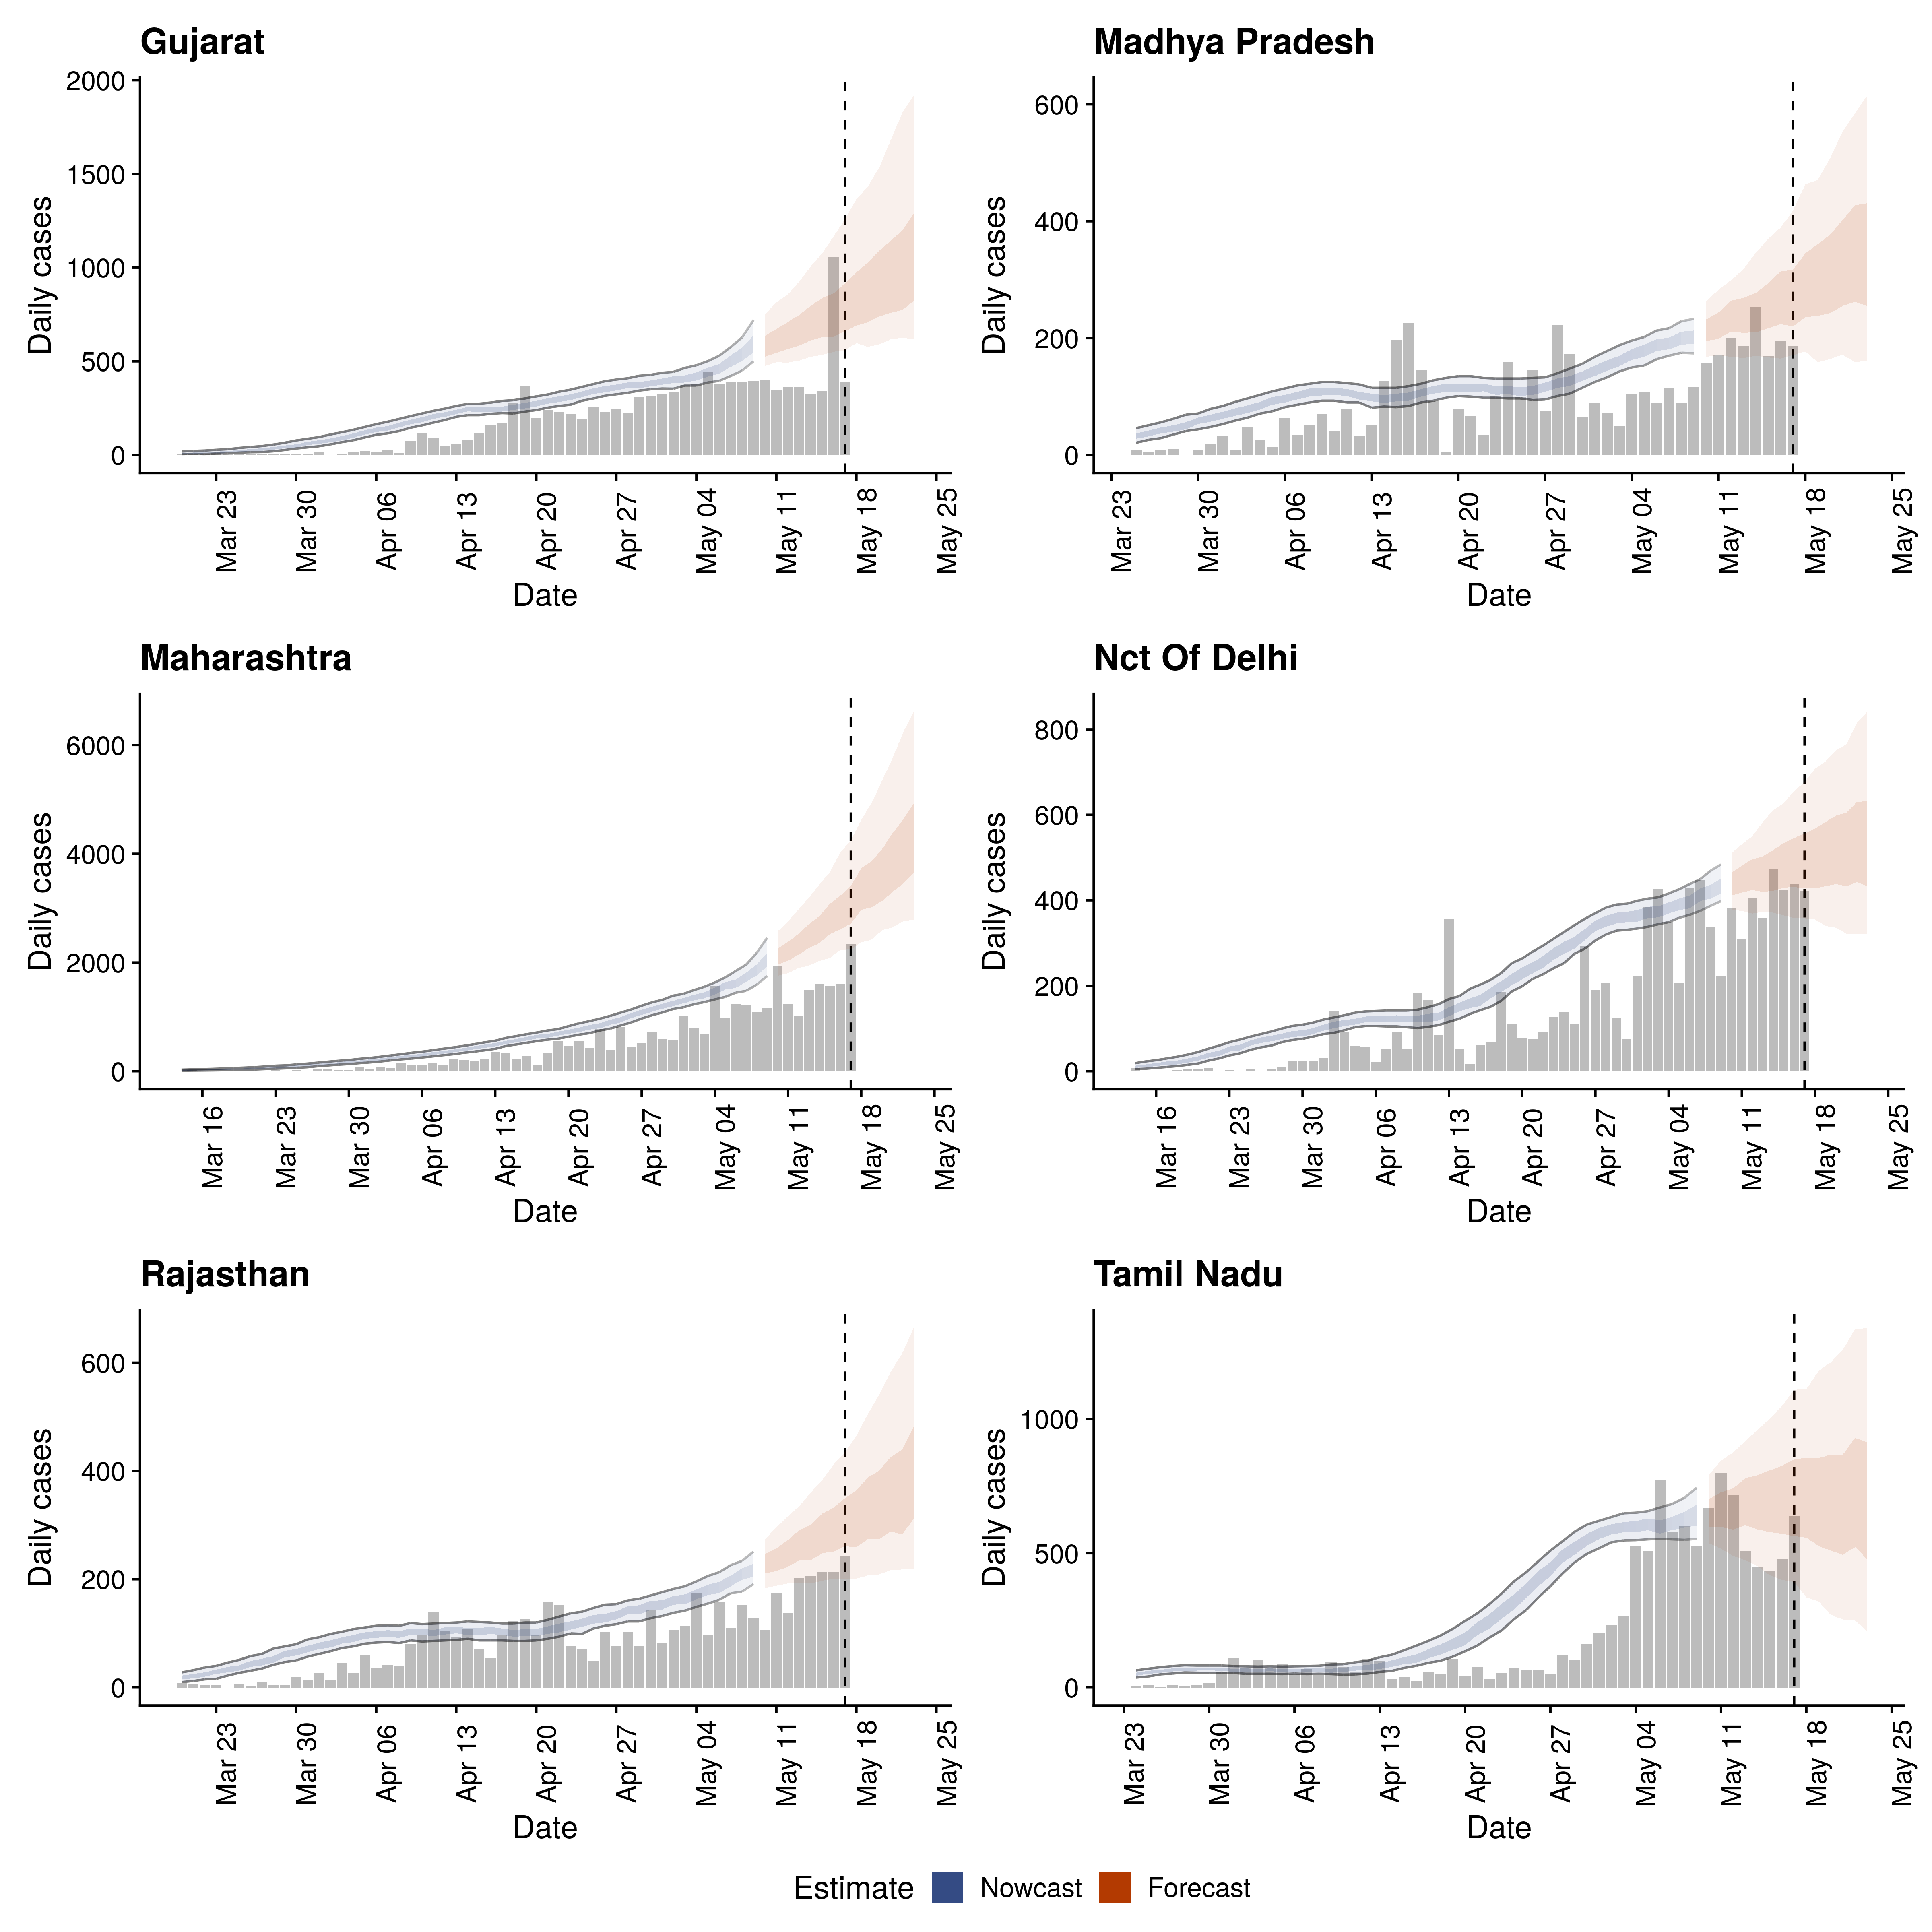 Gujarat
Daily cases
2000
1500
1000
500
0
Mar 23
Mar 30
Apr 06
Apr 13
Apr 20
Apr 27
May 04
May 11
May 18
May 25
Date
Madhya Pradesh
Daily cases
600
400
200
0
Mar 23
Mar 30
Apr 06
Apr 13
Apr 20
Apr 27
May 04
May 11
May 18
May 25
Date
Maharashtra
Daily cases
6000
4000
2000
0
Mar 16
Mar 23
Mar 30
Apr 06
Apr 13
Apr 20
Apr 27
May 04
May 11
May 18
May 25
Date
Nct Of Delhi
Daily cases
800
600
400
200
0
Mar 16
Mar 23
Mar 30
Apr 06
Apr 13
Apr 20
Apr 27
May 04
May 11
May 18
May 25
Date
Rajasthan
Daily cases
600
400
200
0
Mar 23
Mar 30
Apr 06
Apr 13
Apr 20
Apr 27
May 04
May 11
May 18
May 25
Date
Tamil Nadu
Daily cases
1000
500
0
Mar 23
Mar 30
Apr 06
Apr 13
Apr 20
Apr 27
May 04
May 11
May 18
May 25
Date
Estimate Nowcast Forecast